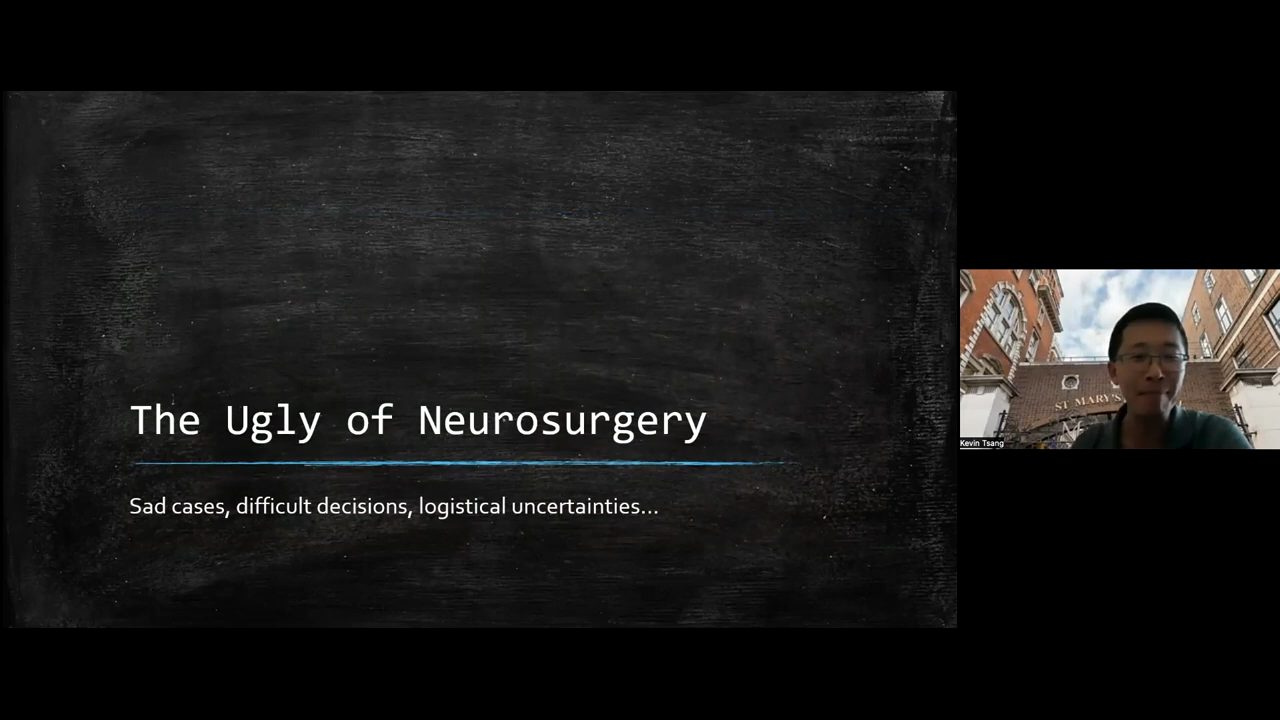 The Ugly of Neurosurgery
Sad cases, difficult decisions, logistical uncertainties...
ST MARY'S
Kevin Tsang